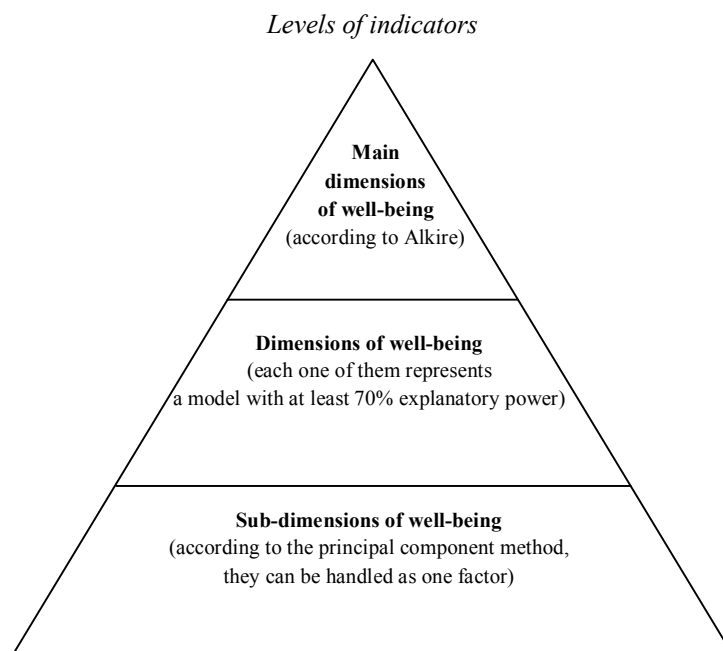 Levels of indicators
Main
dimensions
of well-being
(according to Alkire)
Dimensions of well-being
(each one of them represents
a model with at least 70% explanatory power)
Sub-dimensions of well-being
(according to the principal component method,
they can be handled as one factor)